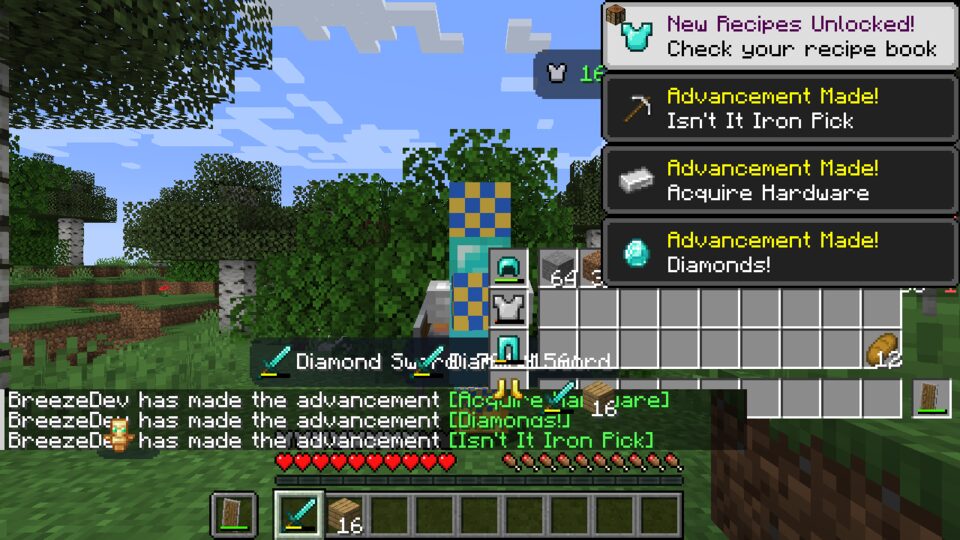 New Recipes Unlocked!
Check your recipe book
16
Advancement Made!
Isn't It Iron Pick
Advancement Made!
Acquire Hardware
Advancement Made!
Diamonds!
64
12
Diamond Sword
BreezeDev has made the advancement [Acquire Hardware]
BreezeDev has made the advancement [Diamonds!]
16
BreezeDev has made the advancement [Isn't It Iron Pick]
16